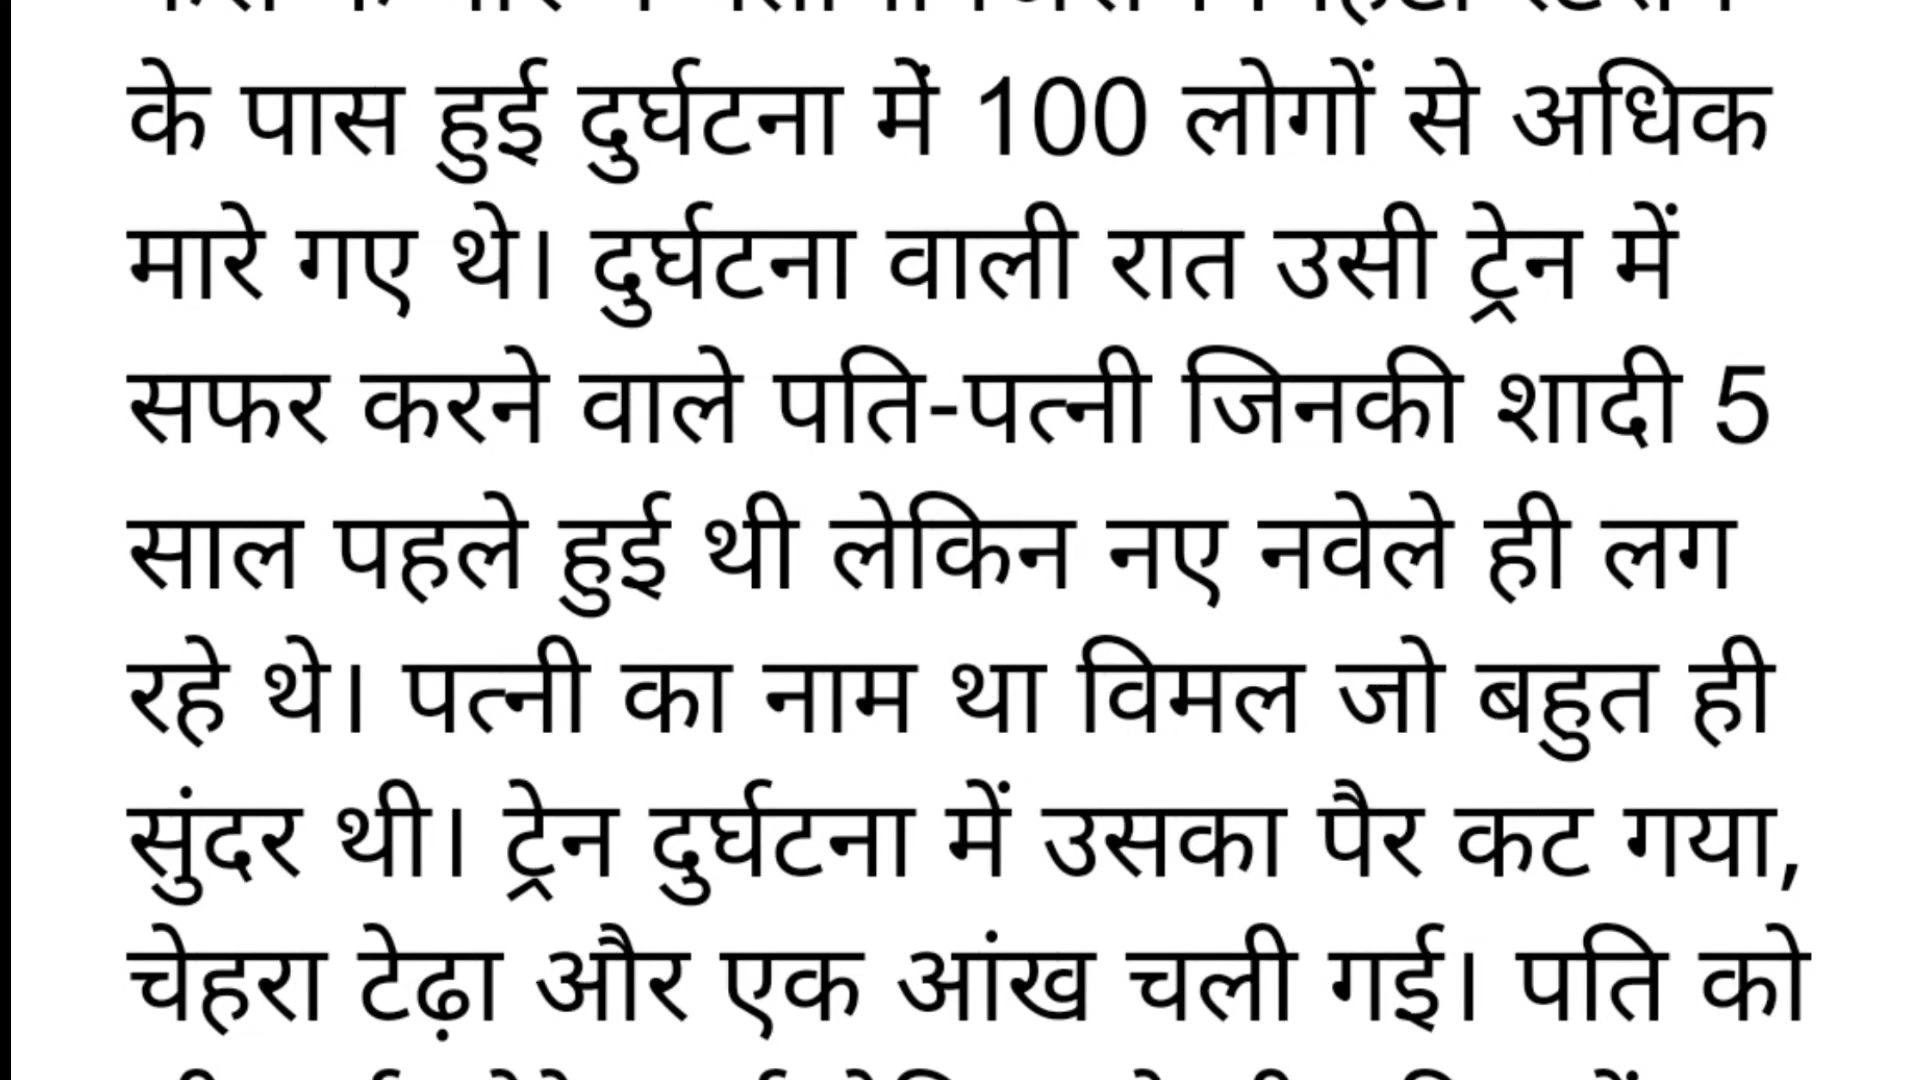 के पास हुई दुर्घटना में 100 लोगों से अधिक
मारे गए थे। दुर्घटना वाली रात उसी ट्रेन में
सफर करने वाले पति-पत्नी जिनकी शादी 5
साल पहले हुई थी लेकिन नए नवेले ही लग
रहे थे। पत्नी का नाम था विमल जो बहुत ही
सुंदर थी। ट्रेन दुर्घटना में उसका पैर कट गया,
चेहरा टेढ़ा और एक आंख चली गई। पति को